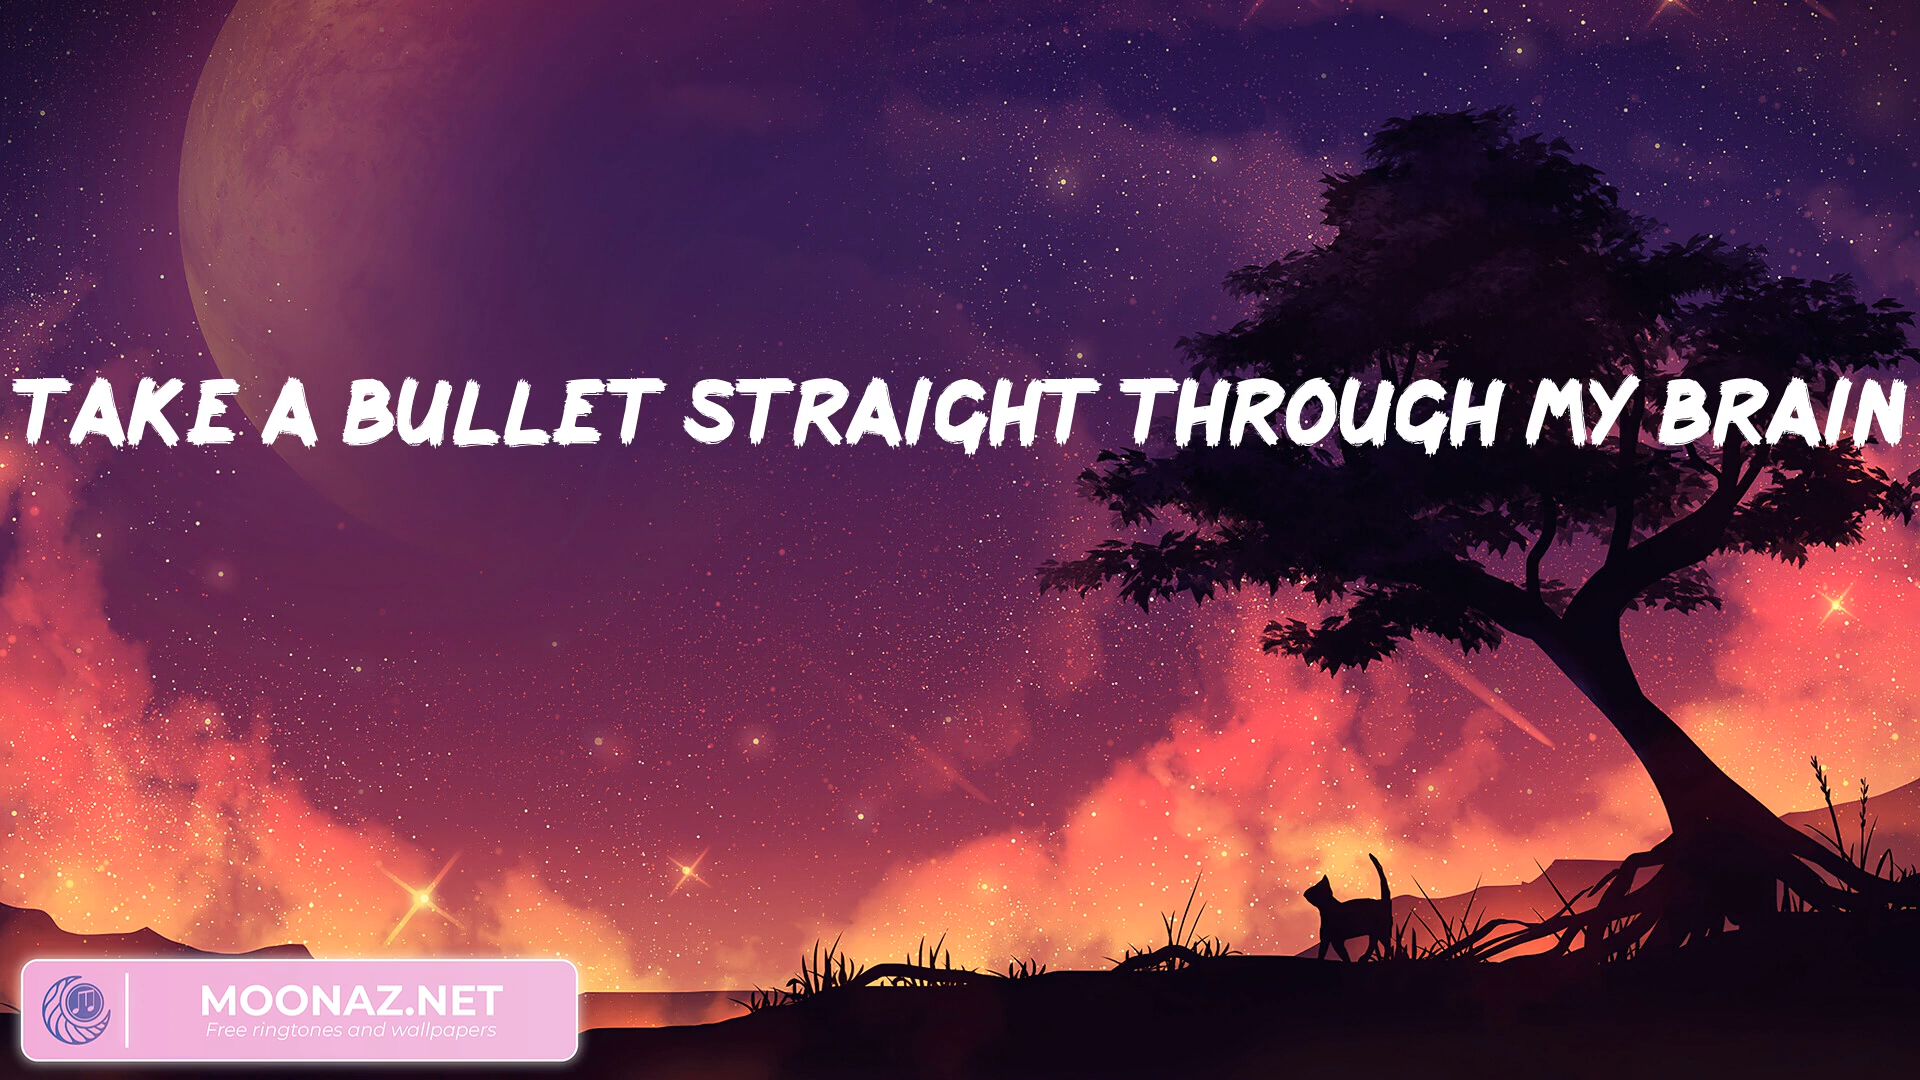 TAKE A BULLET STRAIGHT THROUGH MY BRAIN
MOONAZ.NET
Free ringtones and wallpapers